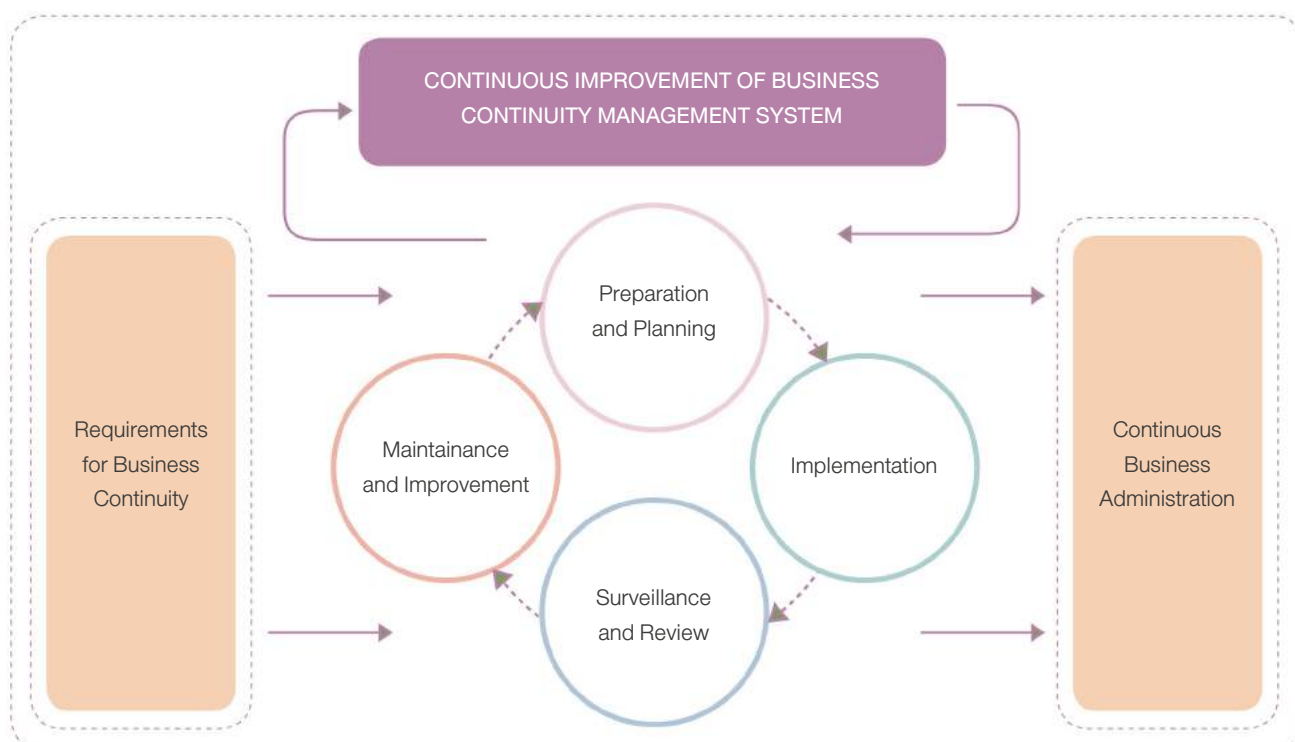 CONTINUOUS IMPROVEMENT OF BUSINESS
CONTINUITY MANAGEMENT SYSTEM
Preparation
and Planning
Requirements
for Business
Continuity
Maintainance
and Improvement
Implementation
Continuous
Business
Administration
Surveillance
and Review